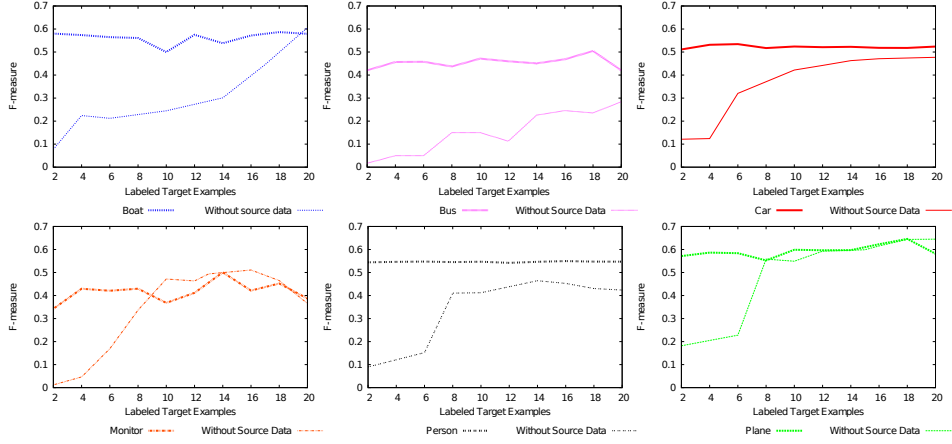 0.7 0.7 0.7
0.6 0.6 0.6
0.5 0.5 0.5
0.4 0.4 0.4
0.3 0.3 0.3
0.2 0.2 0.2
0.1 0.1 0.1
0 0 0
F-measure F-measure F-measure
2 4 6 8 10 12 14 16 18 20 2 4 6 8 10 12 14 16 18 20 2 4 6 8 10 12 14 16 18 20
Labeled Target Examples Labeled Target Examples Labeled Target Examples
Boat Without source data Bus Without Source Data Car Without Source Data
0.7 0.7 0.7
0.6 0.6 0.6
0.5 0.5 0.5
0.4 0.4 0.4
0.3 0.3 0.3
0.2 0.2 0.2
0.1 0.1 0.1
0 0 0
F-measure F-measure F-measure
2 4 6 8 10 12 14 16 18 20 2 4 6 8 10 12 14 16 18 20 2 4 6 8 10 12 14 16 18 20
Labeled Target Examples Labeled Target Examples Labeled Target Examples
Monitor Without Source Data Person Without Source Data Plane Without Source Data